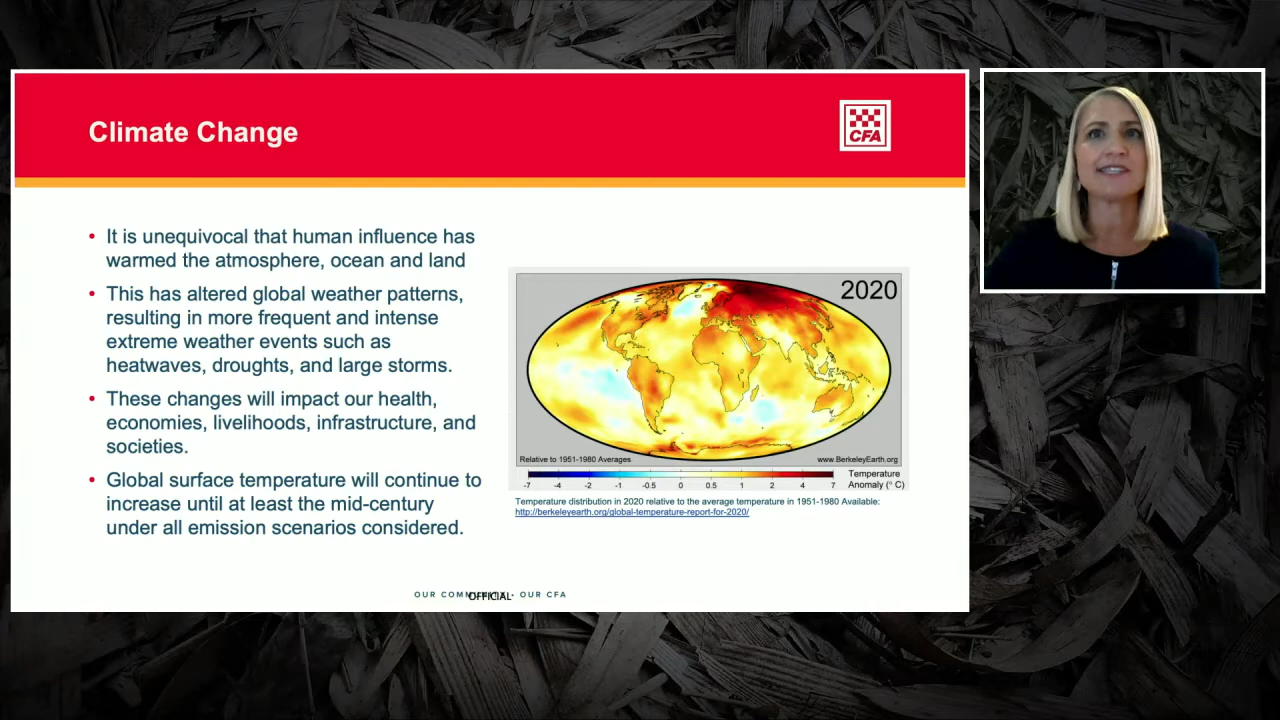 Climate Change
CFA
• It is unequivocal that human influence has
warmed the atmosphere, ocean and land
• This has altered global weather patterns,
resulting in more frequent and intense
extreme weather events such as
heatwaves, droughts, and large storms.
• These changes will impact our health,
economies, livelihoods, infrastructure, and
societies.
• Global surface temperature will continue to
increase until at least the mid-century
under all emission scenarios considered.
2020
Relative to 1951-1980 Averages
www.BerkeleyEarth.org
-7 -4 -2 -1 -0.5 0 0.5 1 2 4 7
Temperature
Anomaly (° C)
Temperature distribution in 2020 relative to the average temperature in 1951-1980 Available:
http://berkeleyearth.org/global-temperature-report-for-2020/
OUR • OUR CFA
OFFICIAL